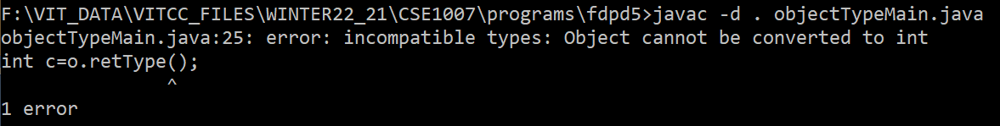 F:\VIT_DATA\VITCC_FILES\WINTER22_21\CSE1007\programs\fdpd5>javac -d . objectTypeMain.java
objectTypeMain.java:25: error: incompatible types: Object cannot be converted to int
int c=o.retType();
               ^
1 error